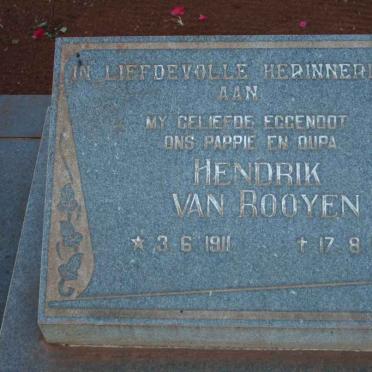 IN LIEFDEVOLLE HERINNERI
AAN
MY GELIEFDE EGGENOOT
ONS PAPPIE EN OUPA
HENDRIK
VAN ROOYEN
* 3·6·1911 † 17·8